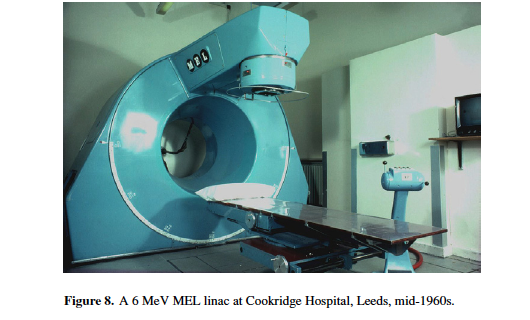 MEL
Figure 8. A 6 MeV MEL linac at Cookridge Hospital, Leeds, mid-1960s.